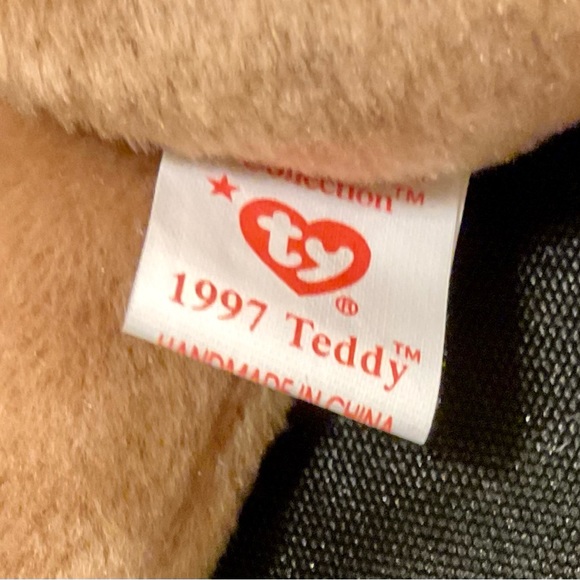 Collection™
ty®
1997 Teddy™
HANDMADE IN CHINA